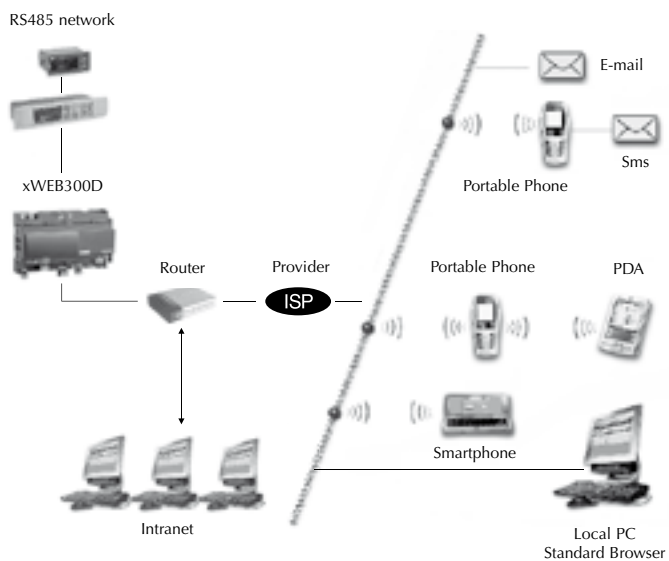 RS485 network
E-mail
Sms
xWEB300D
Portable Phone
Router
Provider
Portable Phone
PDA
ISP
Smartphone
Intranet
Local PC
Standard Browser